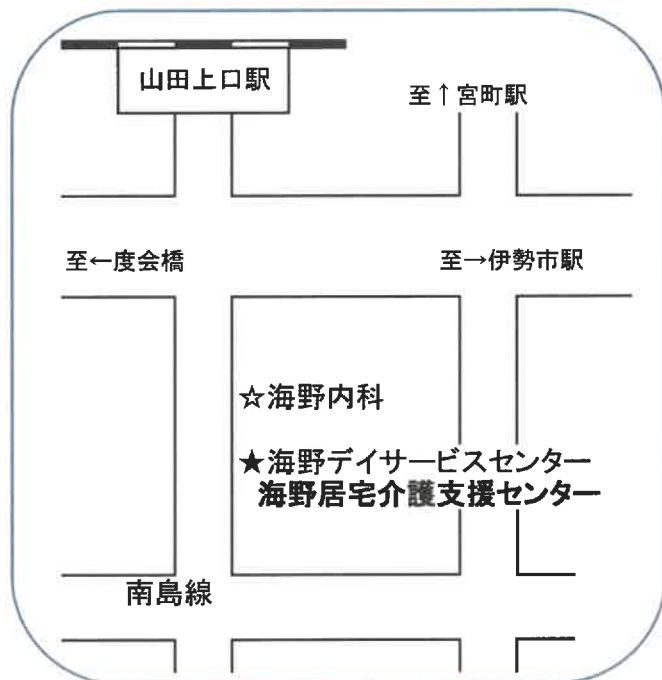 山田上口駅
至↑宮町駅
至←度会橋
至→伊勢市駅
☆海野内科
★海野デイサービスセンター
海野居宅介護支援センター
南島線